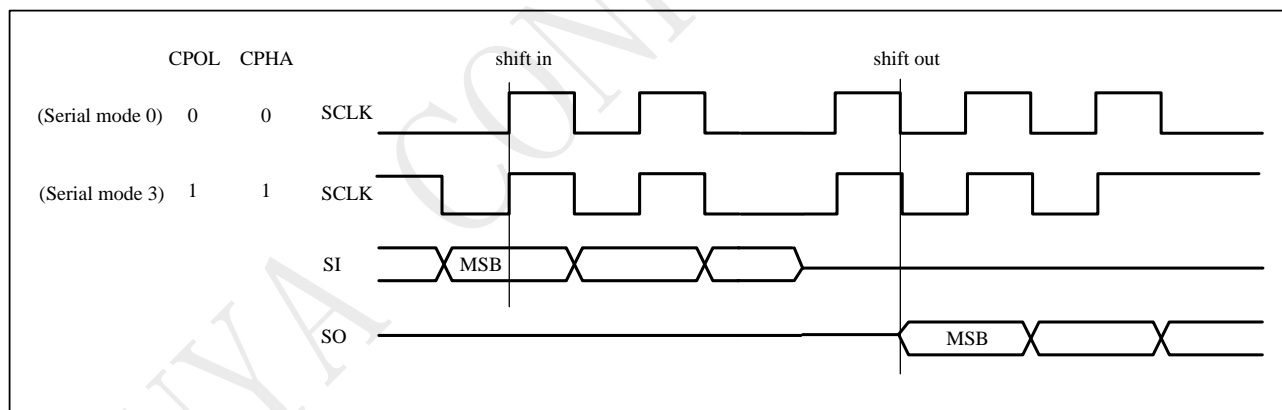 CPOL CPHA shift in shift out
(Serial mode 0) 0 0 SCLK
(Serial mode 3) 1 1 SCLK
SI MSB
SO MSB